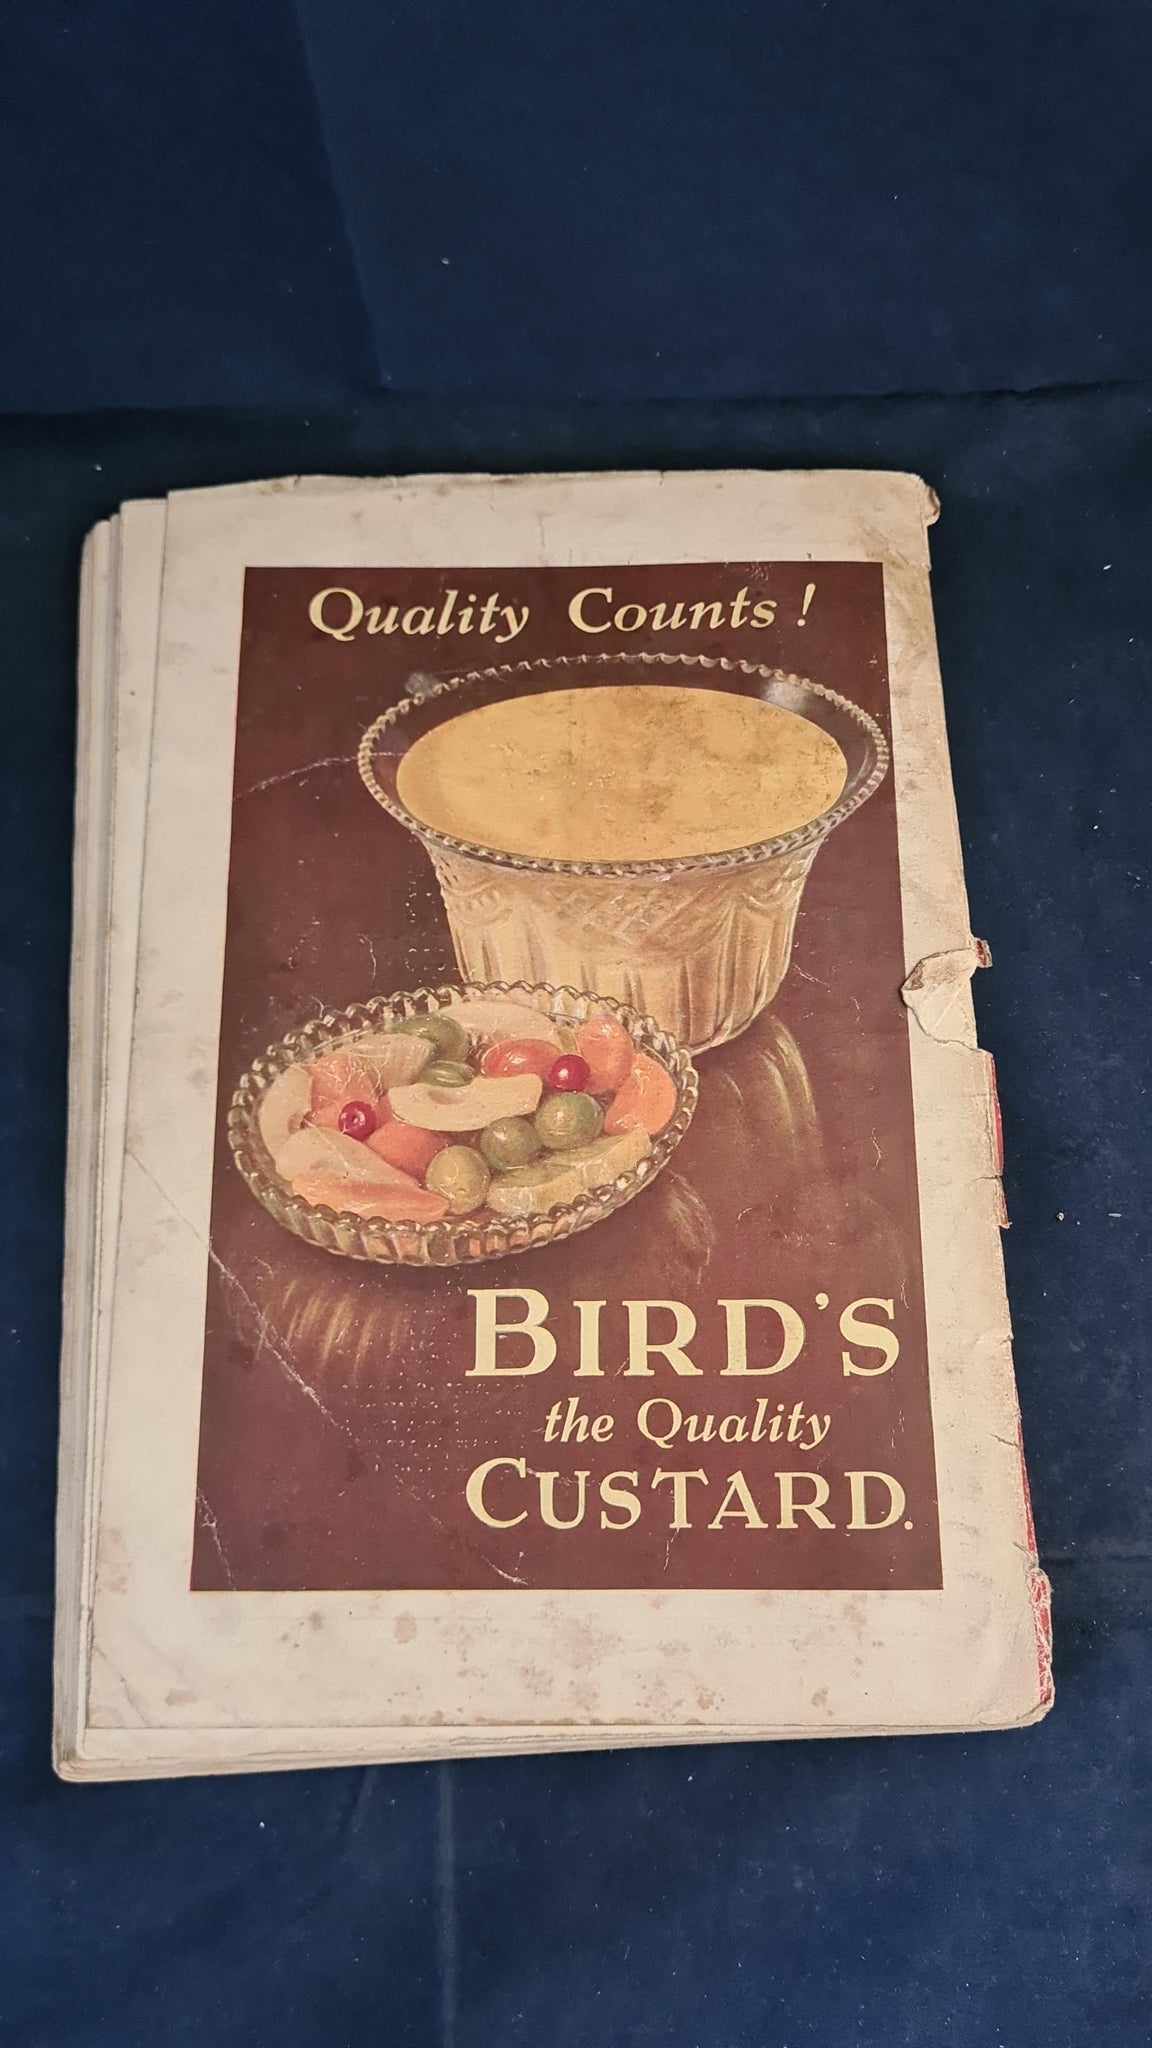 Quality Counts!
BIRD'S
the Quality
CUSTARD.